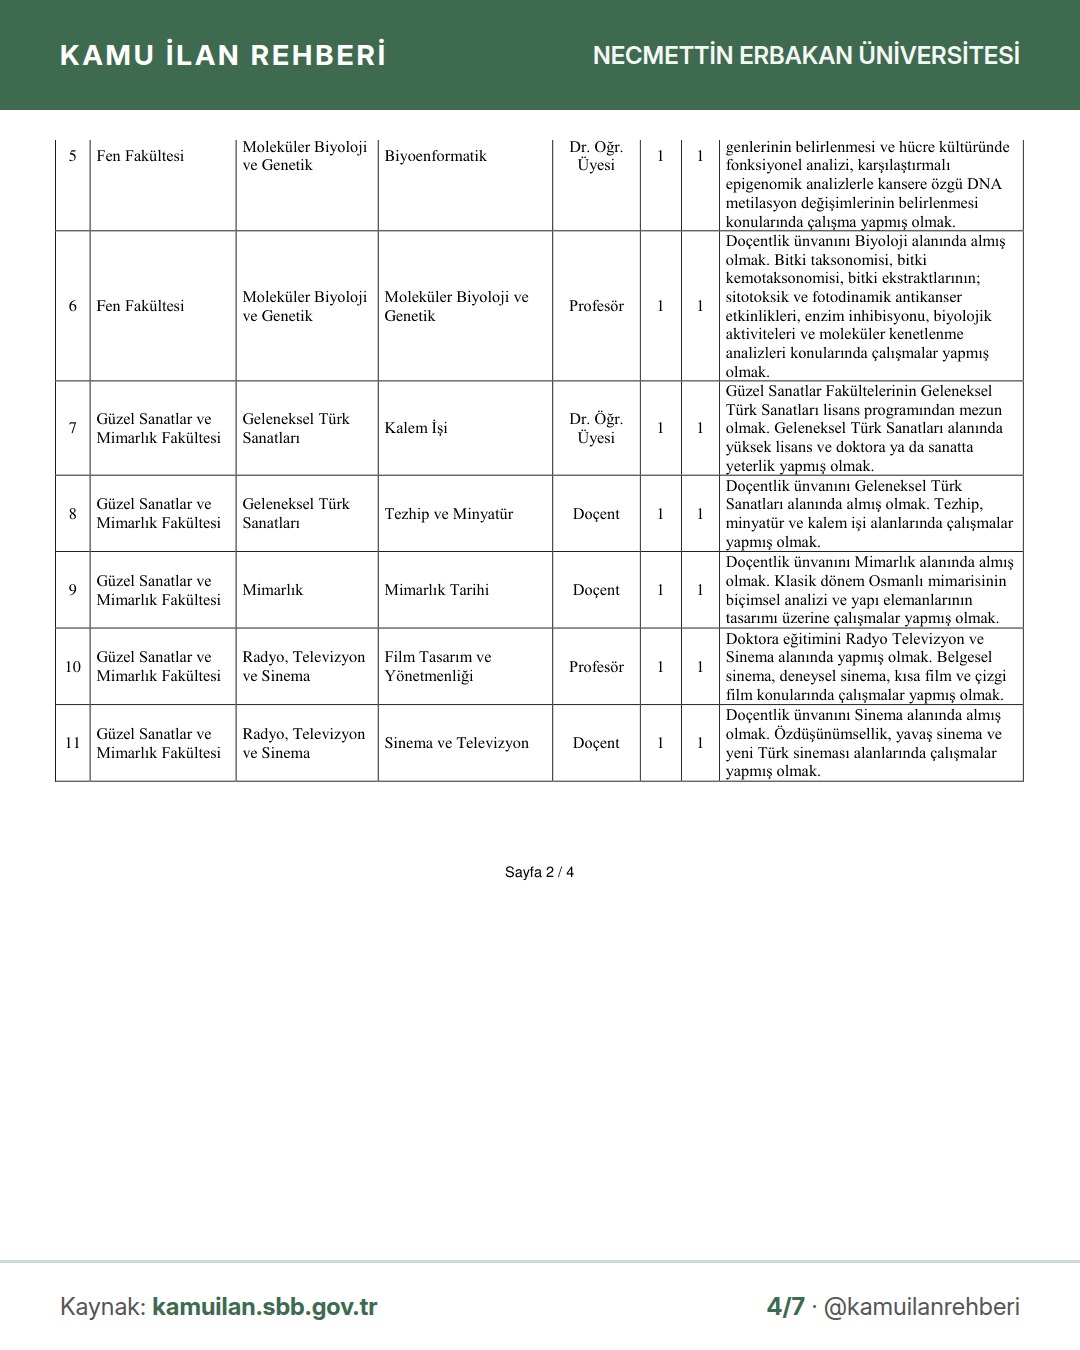 KAMU İLAN REHBERİ
NECMETTİN ERBAKAN ÜNİVERSİTESİ
5
Fen Fakültesi
Moleküler Biyoloji
ve Genetik
Biyoenformatik
Dr. Öğr.
Üyesi
1
1
genlerinin belirlenmesi ve hücre kültüründe
fonksiyonel analizi, karşılaştırmalı
epigenomik analizlerle kansere özgü DNA
metilasyon değişimlerinin belirlenmesi
konularında çalışma yapmış olmak.
6
Fen Fakültesi
Moleküler Biyoloji
ve Genetik
Moleküler Biyoloji ve
Genetik
Profesör
1
1
Doçentlik ünvanını Biyoloji alanında almış
olmak. Bitki taksonomisi, bitki
kemotaksonomisi, bitki ekstraktlarının;
sitotoksik ve fotodinamik antikanser
etkinlikleri, enzim inhibisyonu, biyolojik
aktiviteleri ve moleküler kenetlenme
analizleri konularında çalışmalar yapmış
olmak.
7
Güzel Sanatlar ve
Mimarlık Fakültesi
Geleneksel Türk
Sanatları
Kalem İşi
Dr. Öğr.
Üyesi
1
1
Güzel Sanatlar Fakültelerinin Geleneksel
Türk Sanatları lisans programından mezun
olmak. Geleneksel Türk Sanatları alanında
yüksek lisans ve doktora ya da sanatta
yeterlik yapmış olmak.
8
Güzel Sanatlar ve
Mimarlık Fakültesi
Geleneksel Türk
Sanatları
Tezhip ve Minyatür
Doçent
1
1
Doçentlik ünvanını Geleneksel Türk
Sanatları alanında almış olmak. Tezhip,
minyatür ve kalem işi alanlarında çalışmalar
yapmış olmak.
9
Güzel Sanatlar ve
Mimarlık Fakültesi
Mimarlık
Mimarlık Tarihi
Doçent
1
1
Doçentlik ünvanını Mimarlık alanında almış
olmak. Klasik dönem Osmanlı mimarisinin
biçimsel analizi ve yapı elemanlarının
tasarımı üzerine çalışmalar yapmış olmak.
10
Güzel Sanatlar ve
Mimarlık Fakültesi
Radyo, Televizyon
ve Sinema
Film Tasarım ve
Yönetmenliği
Profesör
1
1
Doktora eğitimini Radyo Televizyon ve
Sinema alanında yapmış olmak. Belgesel
sinema, deneysel sinema, kısa film ve çizgi
film konularında çalışmalar yapmış olmak.
11
Güzel Sanatlar ve
Mimarlık Fakültesi
Radyo, Televizyon
ve Sinema
Sinema ve Televizyon
Doçent
1
1
Doçentlik ünvanını Sinema alanında almış
olmak. Özdüşünümsellik, yavaş sinema ve
yeni Türk sineması alanlarında çalışmalar
yapmış olmak.
Sayfa 2 / 4
Kaynak: kamuilan.sbb.gov.tr
4/7 · @kamuilanrehberi